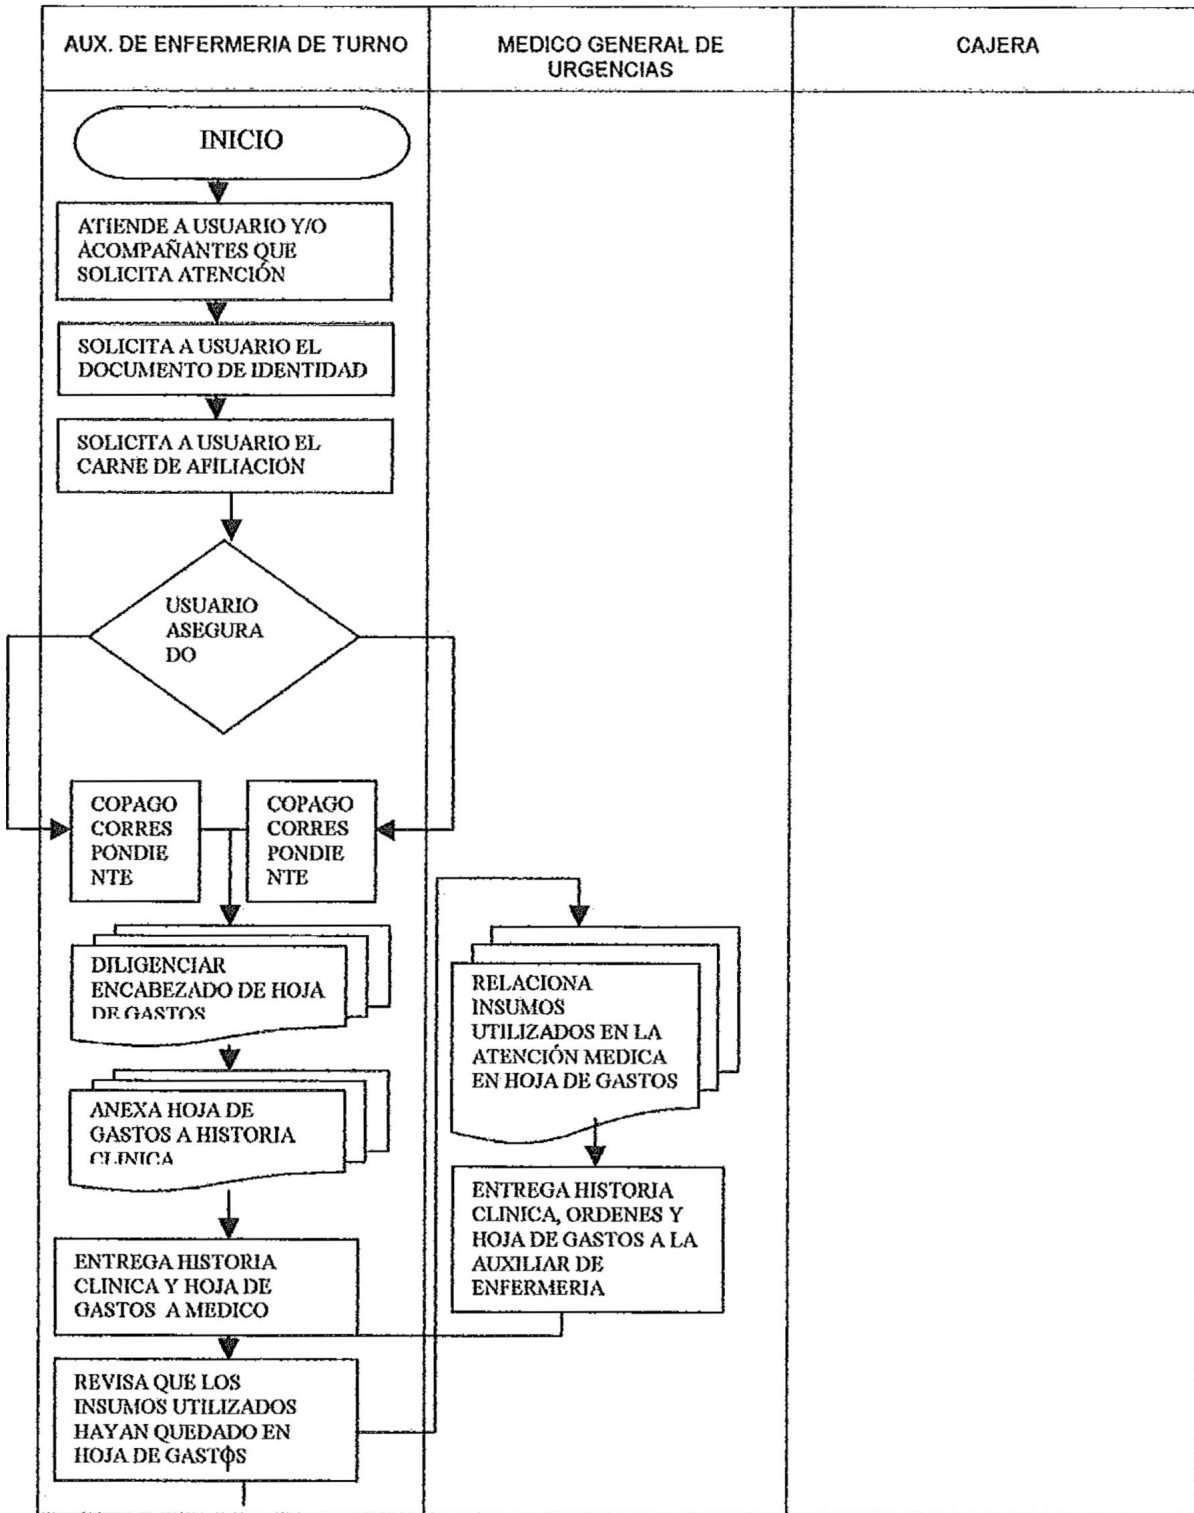 AUX. DE ENFERMERIA DE TURNO
MEDICO GENERAL DE
URGENCIAS
CAJERA
INICIO
ATIENDE A USUARIO Y/O
ACOMPAÑANTES QUE
SOLICITA ATENCIÓN
SOLICITA A USUARIO EL
DOCUMENTO DE IDENTIDAD
SOLICITA A USUARIO EL
CARNE DE AFILIACION
USUARIO
ASEGURA
DO
COPAGO
CORRES
PONDIE
NTE
COPAGO
CORRES
PONDIE
NTE
DILIGENCIAR
ENCABEZADO DE HOJA
DE GASTOS
ANEXA HOJA DE
GASTOS A HISTORIA
CLINICA
ENTREGA HISTORIA
CLINICA Y HOJA DE
GASTOS A MEDICO
REVISA QUE LOS
INSUMOS UTILIZADOS
HAYAN QUEDADO EN
HOJA DE GASTOS
RELACIONA
INSUMOS
UTILIZADOS EN LA
ATENCIÓN MEDICA
EN HOJA DE GASTOS
ENTREGA HISTORIA
CLINICA, ORDENES Y
HOJA DE GASTOS A LA
AUXILIAR DE
ENFERMERIA